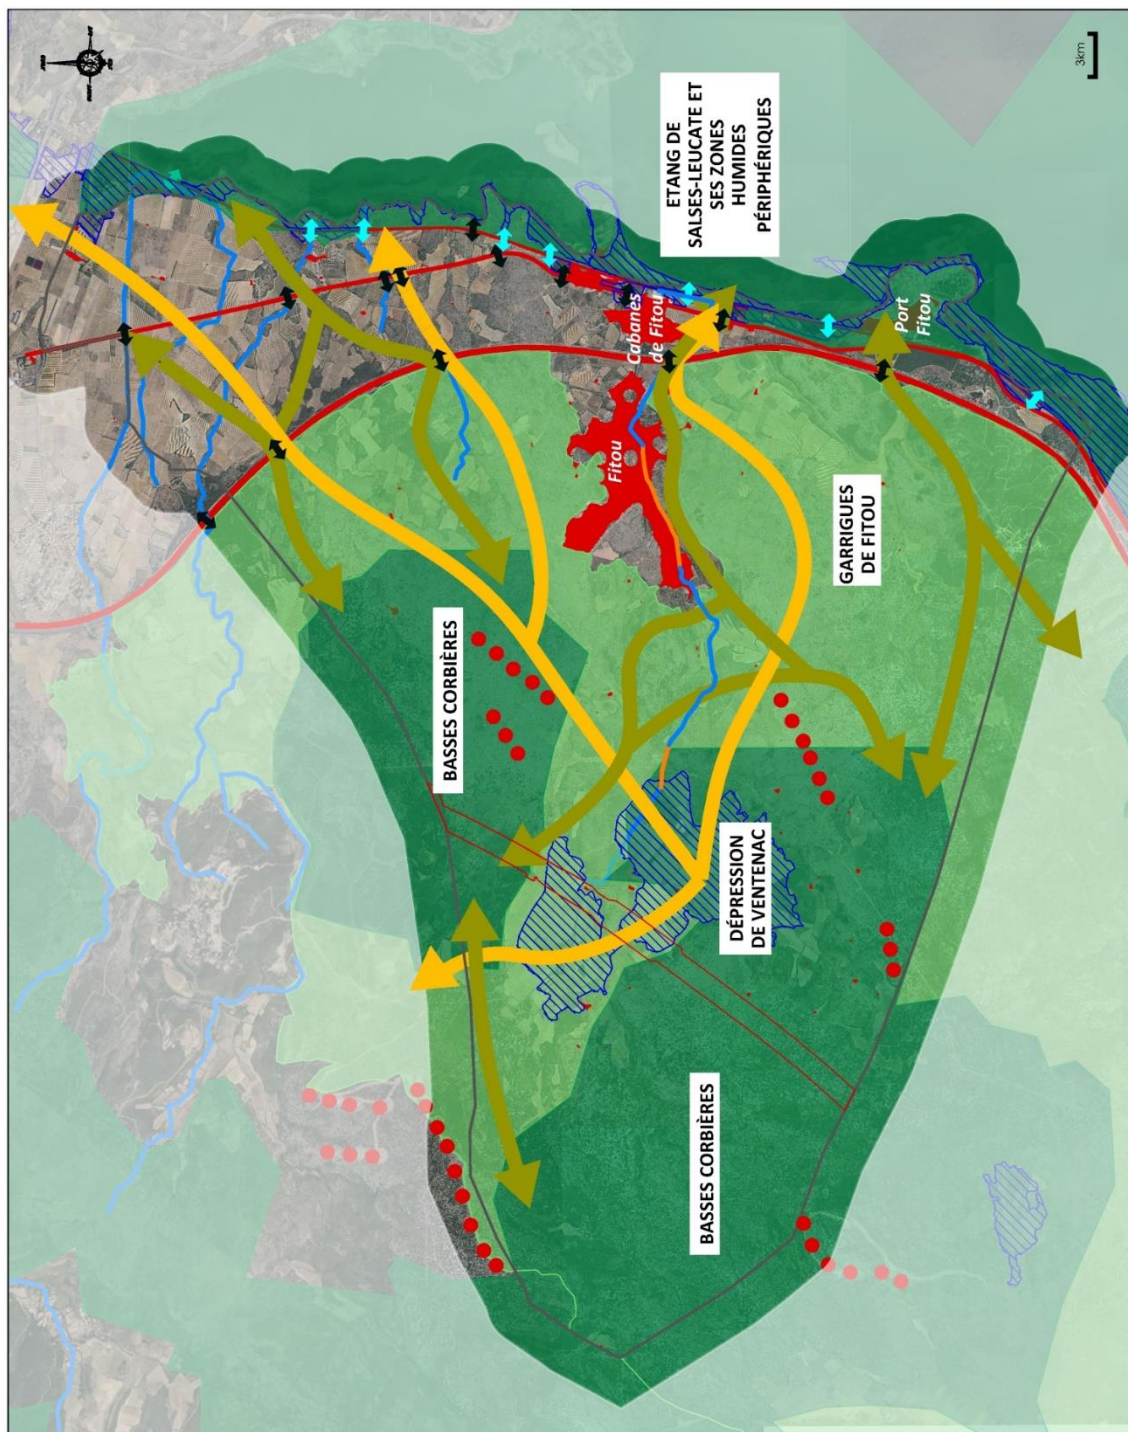 3km
ETANG DE
SALSES-LEUCATE ET
SES ZONES
HUMIDES
PÉRIPHÉRIQUES
Cabanes
de Fitou
Port
Fitou
Fitou
GARRIGUES
DE FITOU
BASSES CORBIÈRES
DÉPRESSION
DE VENTENAC
BASSES CORBIÈRES